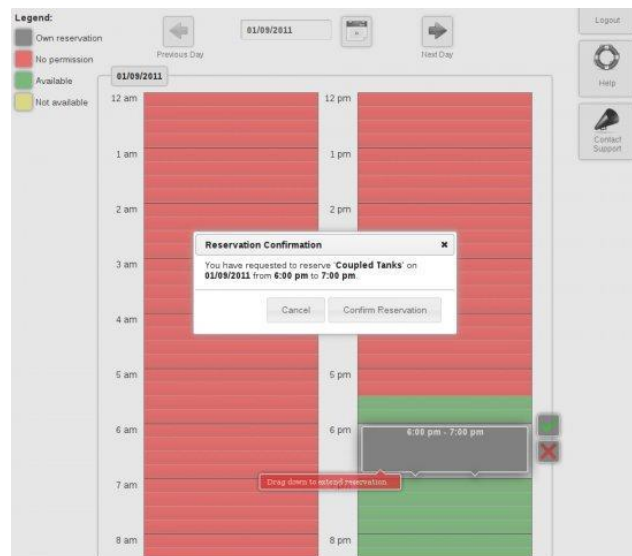 Legend:
Own reservation
No permission
Available
Not available
Previous Day
01/09/2011
Next Day
Logout
Help
Contact
Support
01/09/2011
12 am
1 am
2 am
3 am
4 am
5 am
6 am
7 am
8 am
12 pm
1 pm
2 pm
5 pm
6 pm
8 pm
Reservation Confirmation
You have requested to reserve 'Coupled Tanks' on
01/09/2011 from 6:00 pm to 7:00 pm.
Cancel
Confirm Reservation
6:00 pm - 7:00 pm
Drag down to extend reservation.